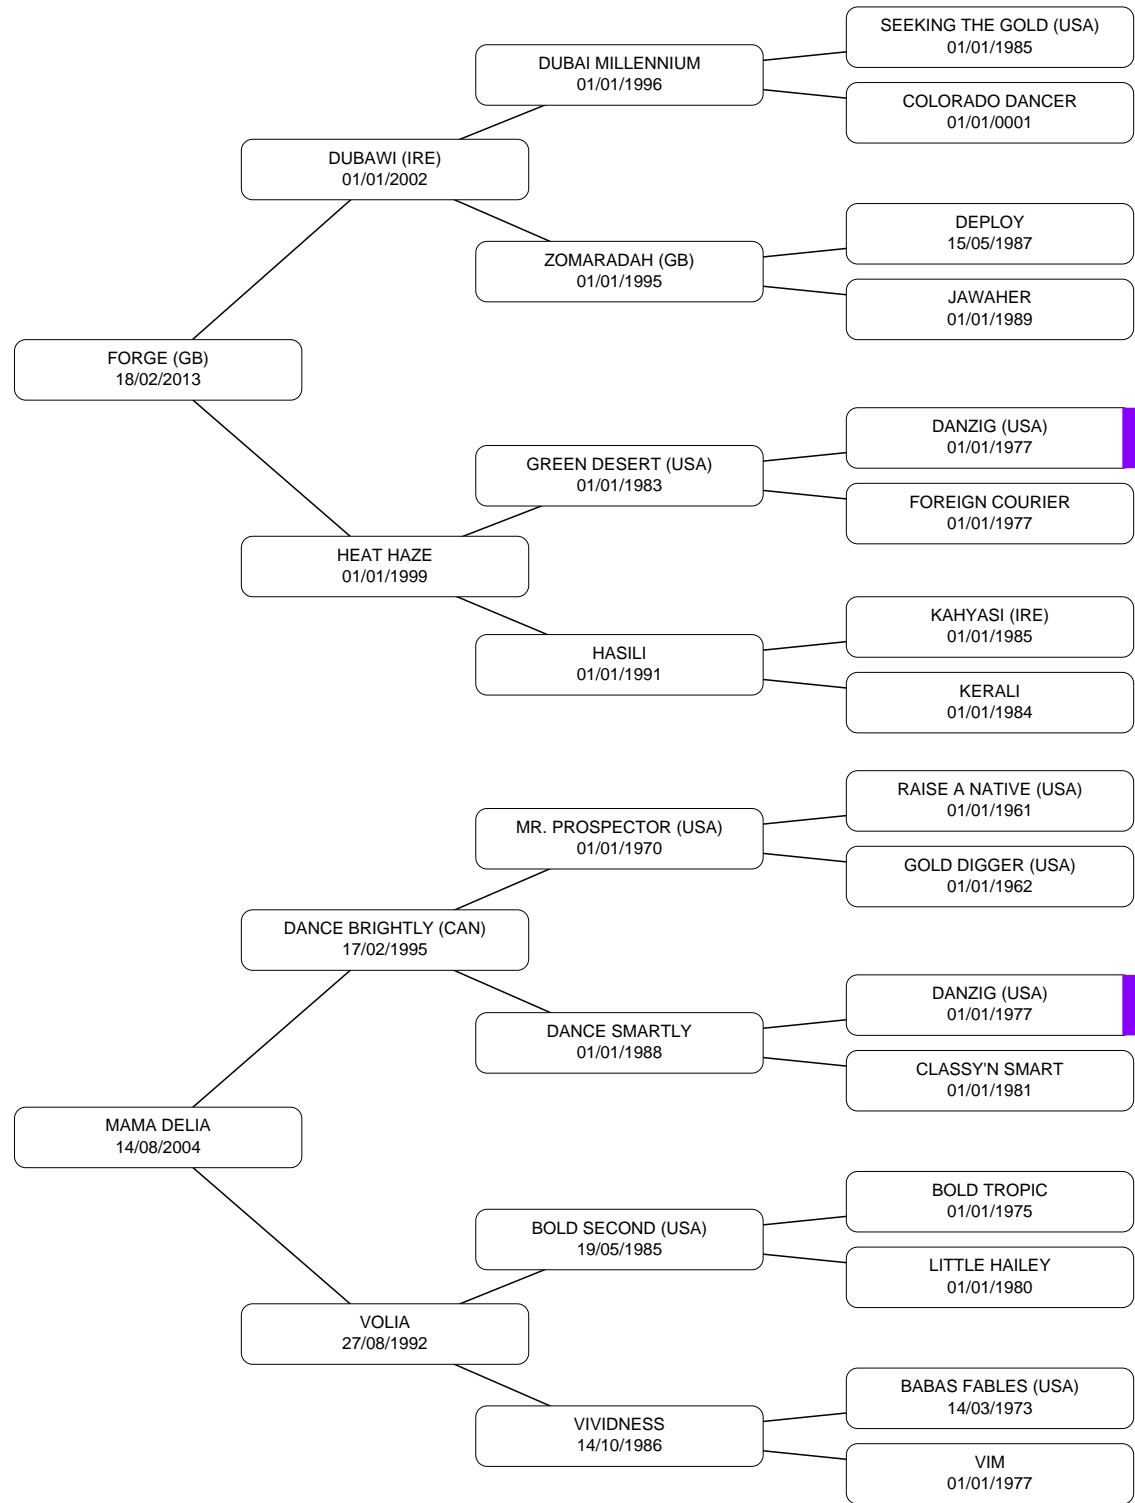 SEEKING THE GOLD (USA)
01/01/1985
DUBAI MILLENNIUM
01/01/1996
COLORADO DANCER
01/01/0001
DUBAWI (IRE)
01/01/2002
DEPLOY
15/05/1987
ZOMARADAH (GB)
01/01/1995
JAWAHER
01/01/1989
FORGE (GB)
18/02/2013
DANZIG (USA)
01/01/1977
GREEN DESERT (USA)
01/01/1983
FOREIGN COURIER
01/01/1977
HEAT HAZE
01/01/1999
KAHYASI (IRE)
01/01/1985
HASILI
01/01/1991
KERALI
01/01/1984
RAISE A NATIVE (USA)
01/01/1961
MR. PROSPECTOR (USA)
01/01/1970
GOLD DIGGER (USA)
01/01/1962
DANCE BRIGHTLY (CAN)
17/02/1995
DANZIG (USA)
01/01/1977
DANCE SMARTLY
01/01/1988
CLASSY'N SMART
01/01/1981
MAMA DELIA
14/08/2004
BOLD TROPIC
01/01/1975
BOLD SECOND (USA)
19/05/1985
LITTLE HAILEY
01/01/1980
VOLIA
27/08/1992
BABAS FABLES (USA)
14/03/1973
VIVIDNESS
14/10/1986
VIM
01/01/1977